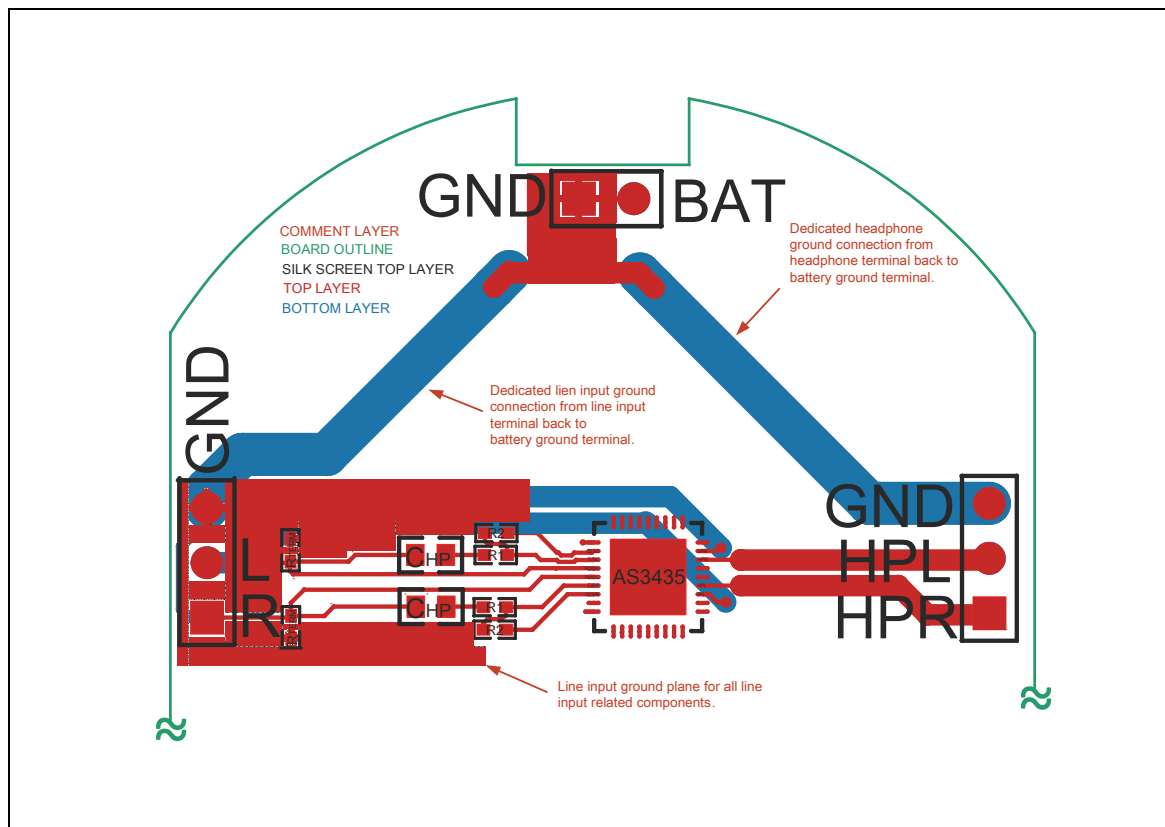 GND
BAT
COMMENT LAYER
BOARD OUTLINE
SILK SCREEN TOP LAYER
TOP LAYER
BOTTOM LAYER
Dedicated headphone
ground connection from
headphone terminal back to
battery ground terminal.
GND
Dedicated lien input ground
connection from line input
terminal back to
battery ground terminal.
GND
L
R
R2
CHP
R1
CHP
R1
R2
AS3435
HPL
HPR
Line input ground plane for all line
input related components.